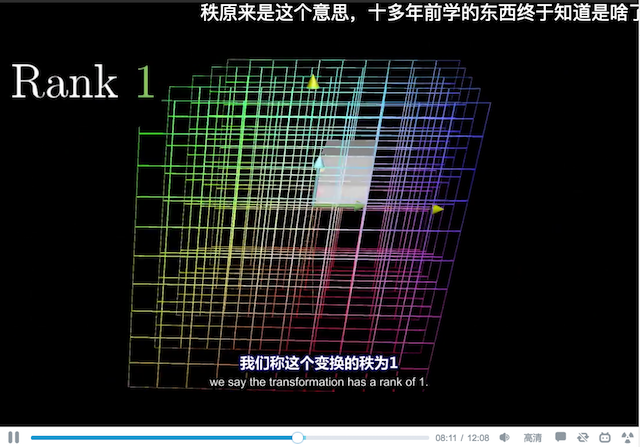 秩原来是这个意思，十多年前学的东西终于知道是啥了
Rank 1
我们称这个变换的秩为1
we say the transformation has a rank of 1.
08:11 / 12:08
高清